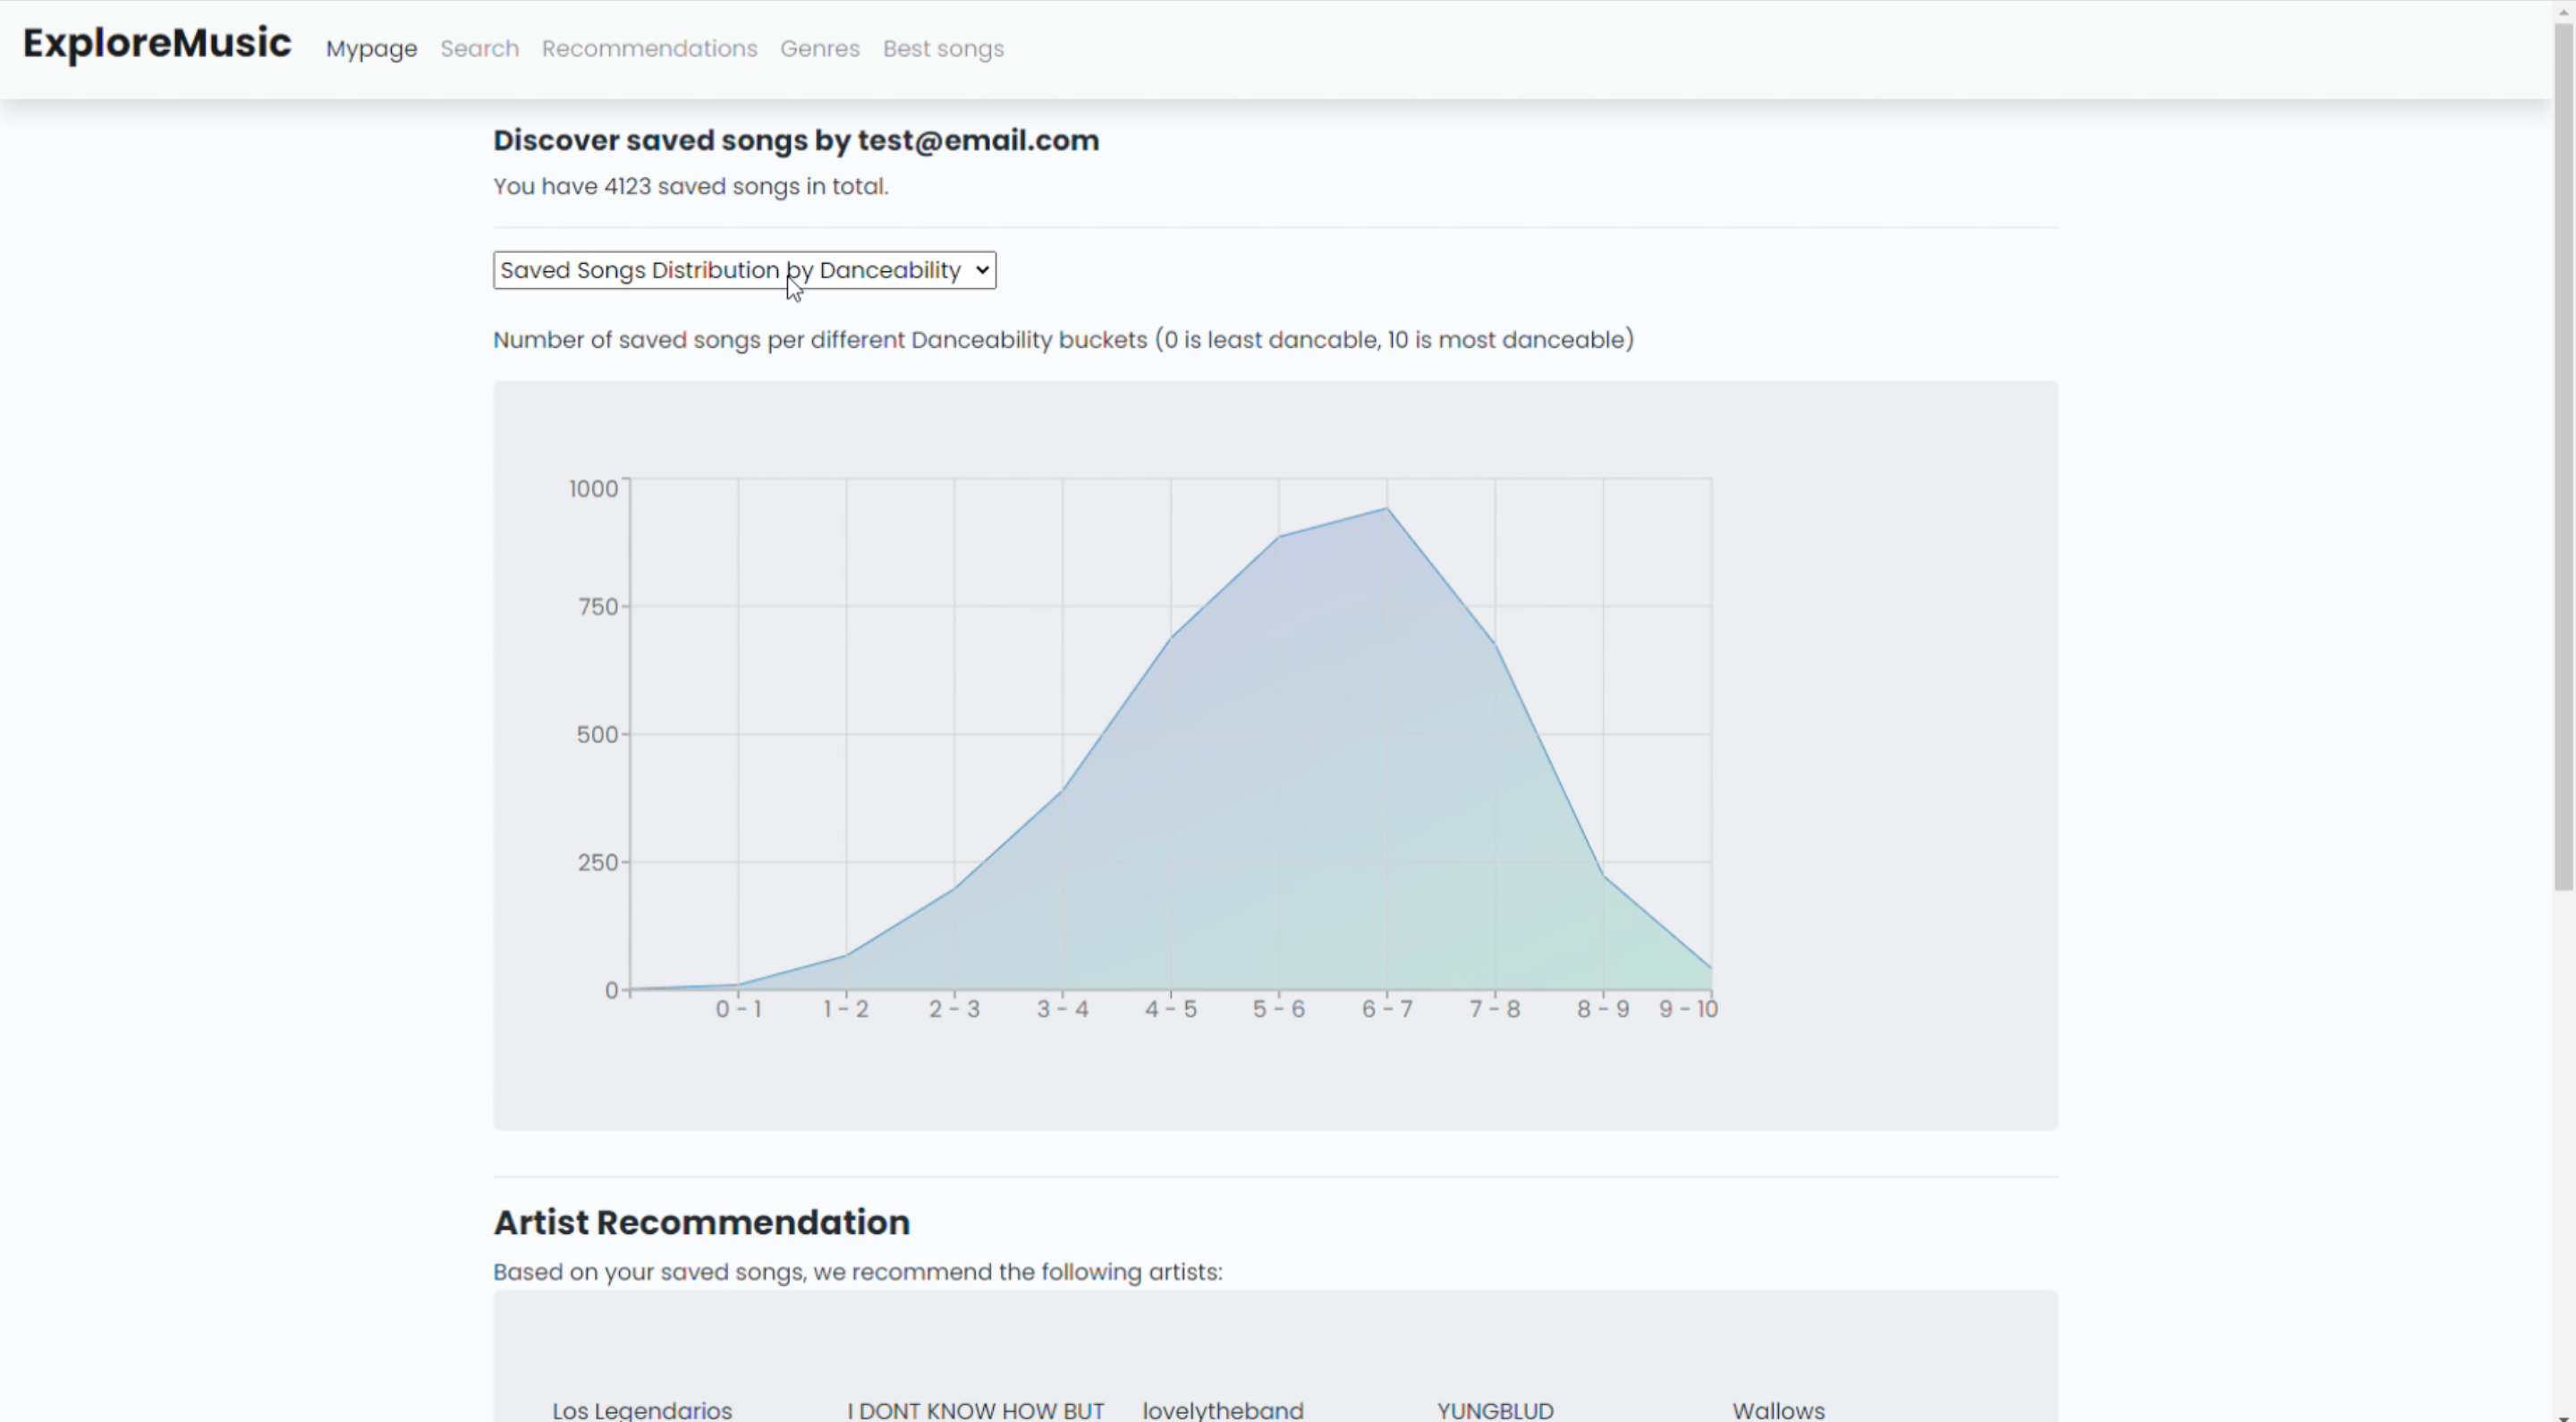 ExploreMusic Mypage Search Recommendations Genres Best songs
Discover saved songs by test@email.com
You have 4123 saved songs in total.
Saved Songs Distribution by Danceability
Number of saved songs per different Danceability buckets (0 is least dancable, 10 is most danceable)
1000
750
500
250
0
0 - 1 1 - 2 2 - 3 3 - 4 4 - 5 5 - 6 6 - 7 7 - 8 8 - 9 9 - 10
Artist Recommendation
Based on your saved songs, we recommend the following artists:
Los Legendarios I DONT KNOW HOW BUT lovelytheband YUNGBLUD Wallows